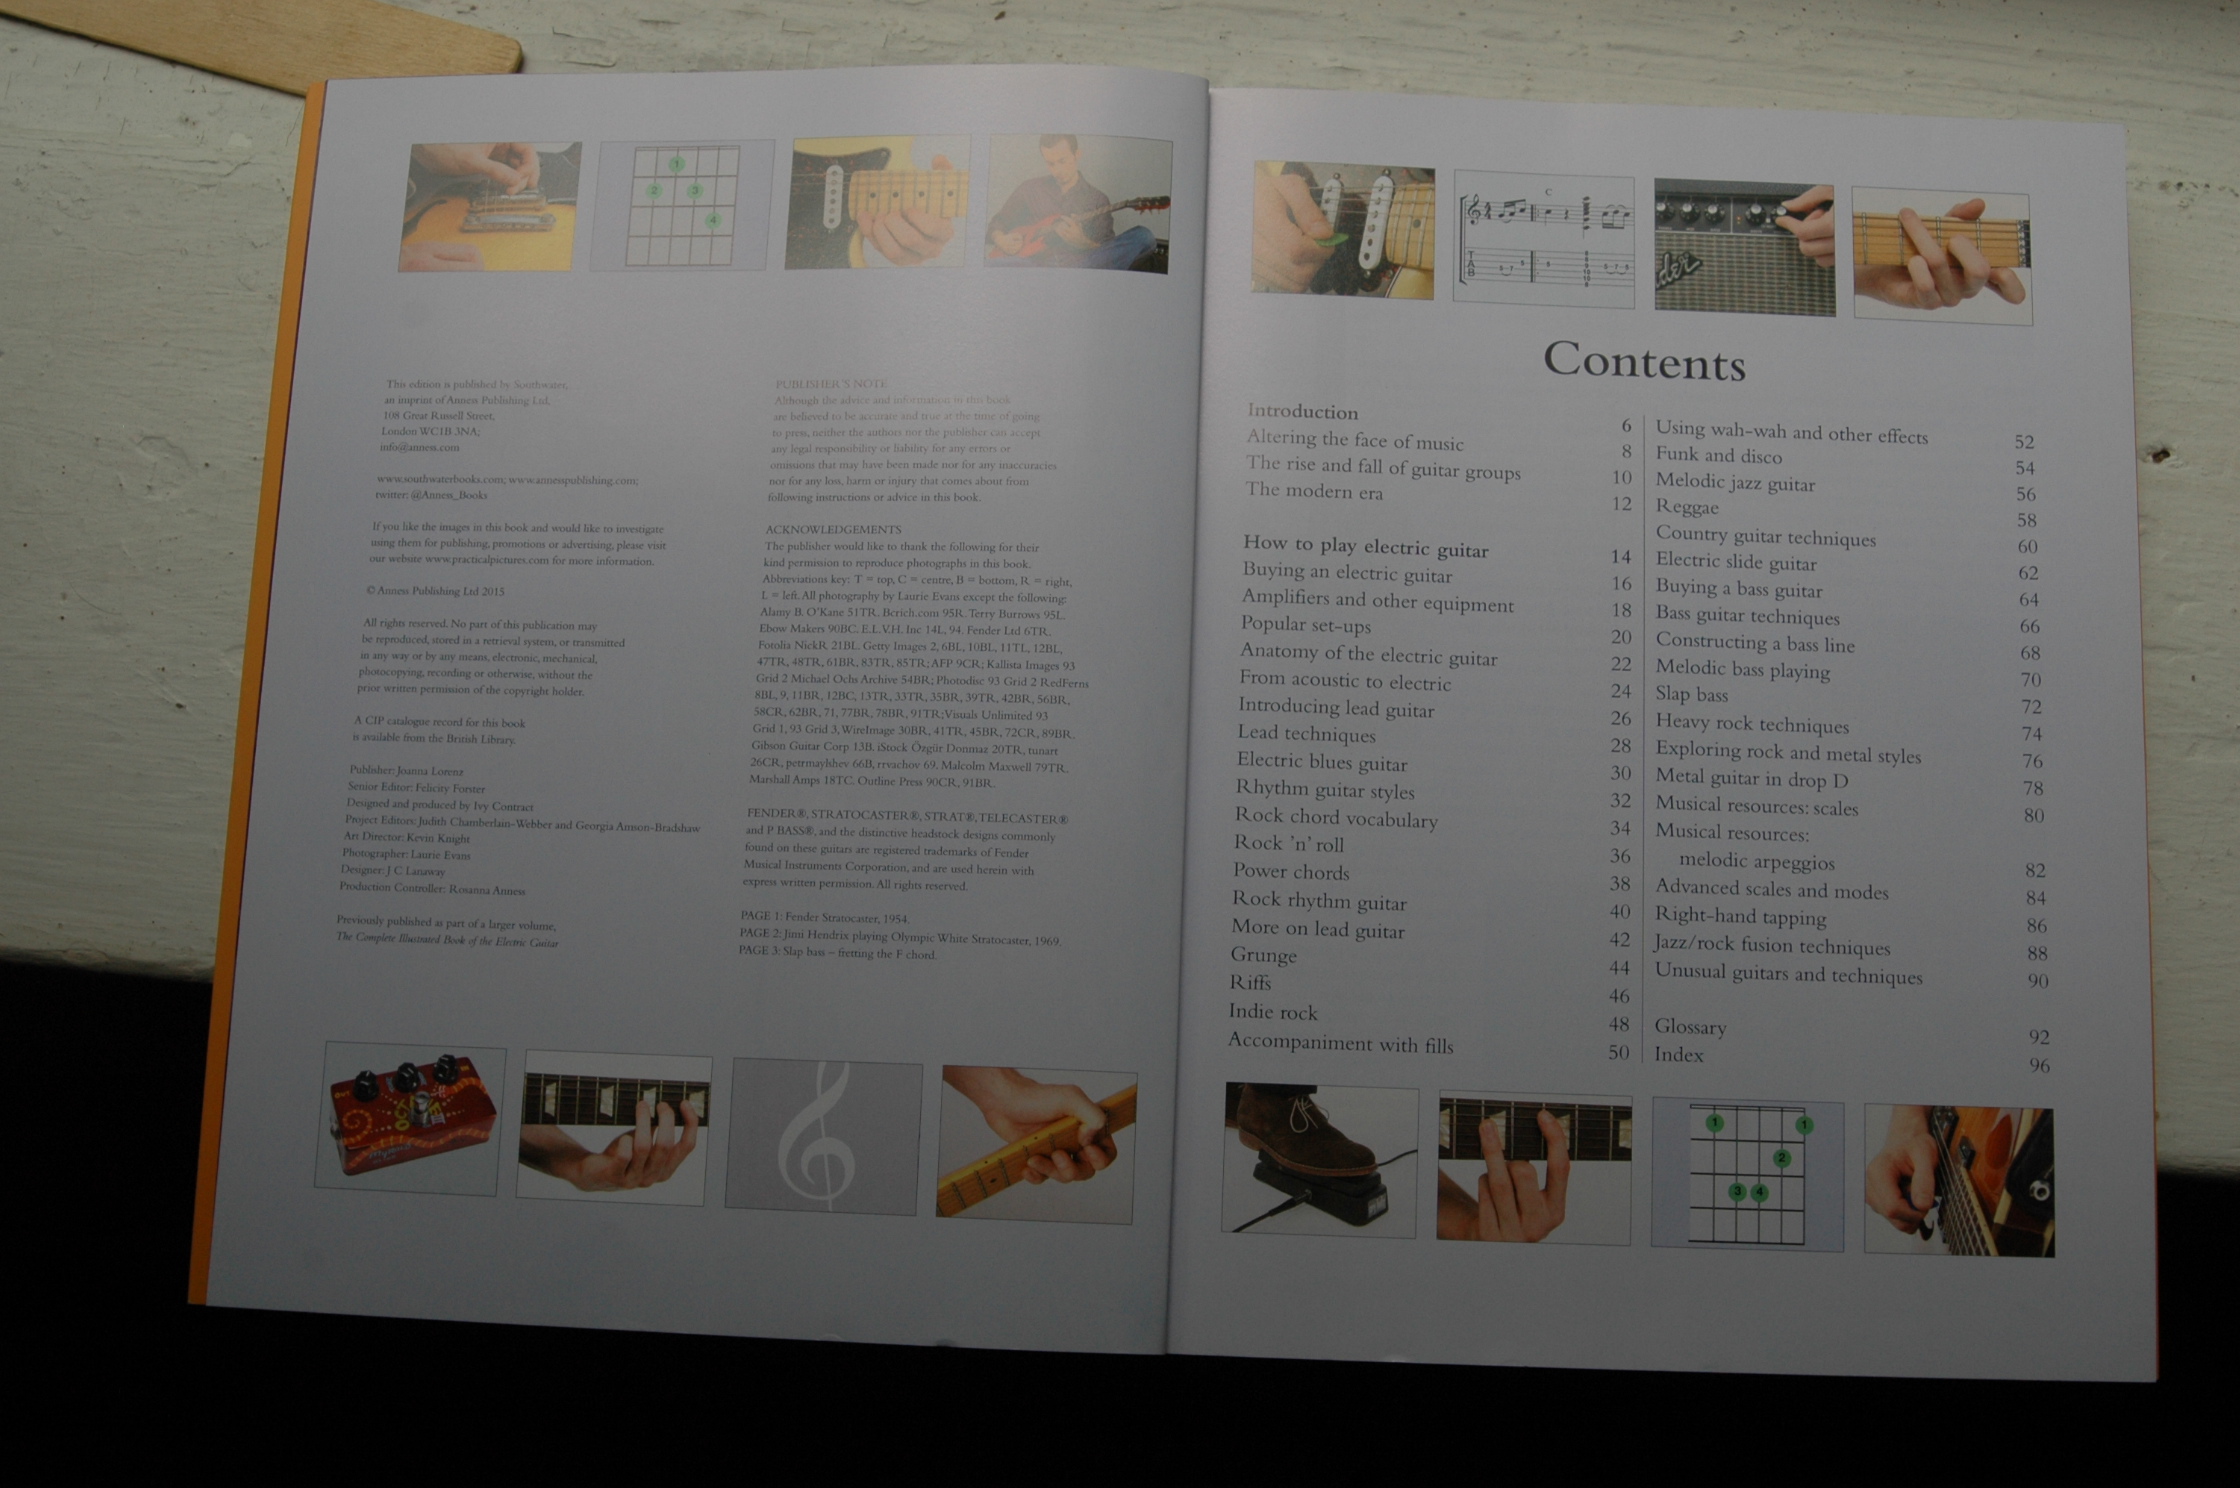 This edition is published by Southwater,
an imprint of Anness Publishing Ltd,
108 Great Russell Street,
London WC1B 3NA;
info@anness.com
www.southwaterbooks.com; www.annesspublishing.com;
twitter: @Anness_Books
If you like the images in this book and would like to investigate
using them for publishing, promotions or advertising, please visit
our website www.practicalpictures.com for more information.
© Anness Publishing Ltd 2015
All rights reserved. No part of this publication may
be reproduced, stored in a retrieval system, or transmitted
in any way or by any means, electronic, mechanical,
photocopying, recording or otherwise, without the
prior written permission of the copyright holder.
A CIP catalogue record for this book
is available from the British Library.
Publisher: Joanna Lorenz
Senior Editor: Felicity Forster
Designed and produced by Ivy Contract
Project Editors: Judith Chamberlain-Webber and Georgia Amson-Bradshaw
Art Director: Kevin Knight
Photographer: Laurie Evans
Designer: J C Lanaway
Production Controller: Rosanna Anness
Previously published as part of a larger volume,
The Complete Illustrated Book of the Electric Guitar
PUBLISHER'S NOTE
Although the advice and information in this book
are believed to be accurate and true at the time of going
to press, neither the authors nor the publisher can accept
any legal responsibility or liability for any errors or
omissions that may have been made nor for any inaccuracies
nor for any loss, harm or injury that comes about from
following instructions or advice in this book.
ACKNOWLEDGEMENTS
The publisher would like to thank the following for their
kind permission to reproduce photographs in this book.
Abbreviations key: T = top, C = centre, B = bottom, R = right,
L = left. All photography by Laurie Evans except the following:
Alamy B. O'Kane 51TR. Bcrich.com 95R. Terry Burrows 95L.
Ebow Makers 90BC. E.L.V.H. Inc 14L, 94. Fender Ltd 6TR.
Fotolia NickR 21BL. Getty Images 2, 6BL, 10BL, 11TL, 12BL,
47TR, 48TR, 61BR, 83TR, 85TR; AFP 9CR; Kallista Images 93
Grid 2 Michael Ochs Archive 54BR; Photodisc 93 Grid 2 RedFerns
8BL, 9, 11BR, 12BC, 13TR, 33TR, 35BR, 39TR, 42BR, 56BR,
58CR, 62BR, 71, 77BR, 78BR, 91TR; Visuals Unlimited 93
Grid 1, 93 Grid 3, WireImage 30BR, 41TR, 45BR, 72CR, 89BR.
Gibson Guitar Corp 13B. iStock Özgür Donmaz 20TR, tunart
26CR, petrmalyshev 66B, rrvachov 69. Malcolm Maxwell 79TR.
Marshall Amps 18TC. Outline Press 90CR, 91BR.
FENDER®, STRATOCASTER®, STRAT®, TELECASTER®
and P BASS®, and the distinctive headstock designs commonly
found on these guitars are registered trademarks of Fender
Musical Instruments Corporation, and are used herein with
express written permission. All rights reserved.
PAGE 1: Fender Stratocaster, 1954.
PAGE 2: Jimi Hendrix playing Olympic White Stratocaster, 1969.
PAGE 3: Slap bass – fretting the F chord.
1
2 3
4
C
T
A
B
Contents
Introduction 6
Altering the face of music 8
The rise and fall of guitar groups 10
The modern era 12
How to play electric guitar 14
Buying an electric guitar 16
Amplifiers and other equipment 18
Popular set-ups 20
Anatomy of the electric guitar 22
From acoustic to electric 24
Introducing lead guitar 26
Lead techniques 28
Electric blues guitar 30
Rhythm guitar styles 32
Rock chord vocabulary 34
Rock 'n' roll 36
Power chords 38
Rock rhythm guitar 40
More on lead guitar 42
Grunge 44
Riffs 46
Indie rock 48
Accompaniment with fills 50
Using wah-wah and other effects 52
Funk and disco 54
Melodic jazz guitar 56
Reggae 58
Country guitar techniques 60
Electric slide guitar 62
Buying a bass guitar 64
Bass guitar techniques 66
Constructing a bass line 68
Melodic bass playing 70
Slap bass 72
Heavy rock techniques 74
Exploring rock and metal styles 76
Metal guitar in drop D 78
Musical resources: scales 80
Musical resources:
melodic arpeggios 82
Advanced scales and modes 84
Right-hand tapping 86
Jazz/rock fusion techniques 88
Unusual guitars and techniques 90
Glossary 92
Index 96
1 1
2
3 4